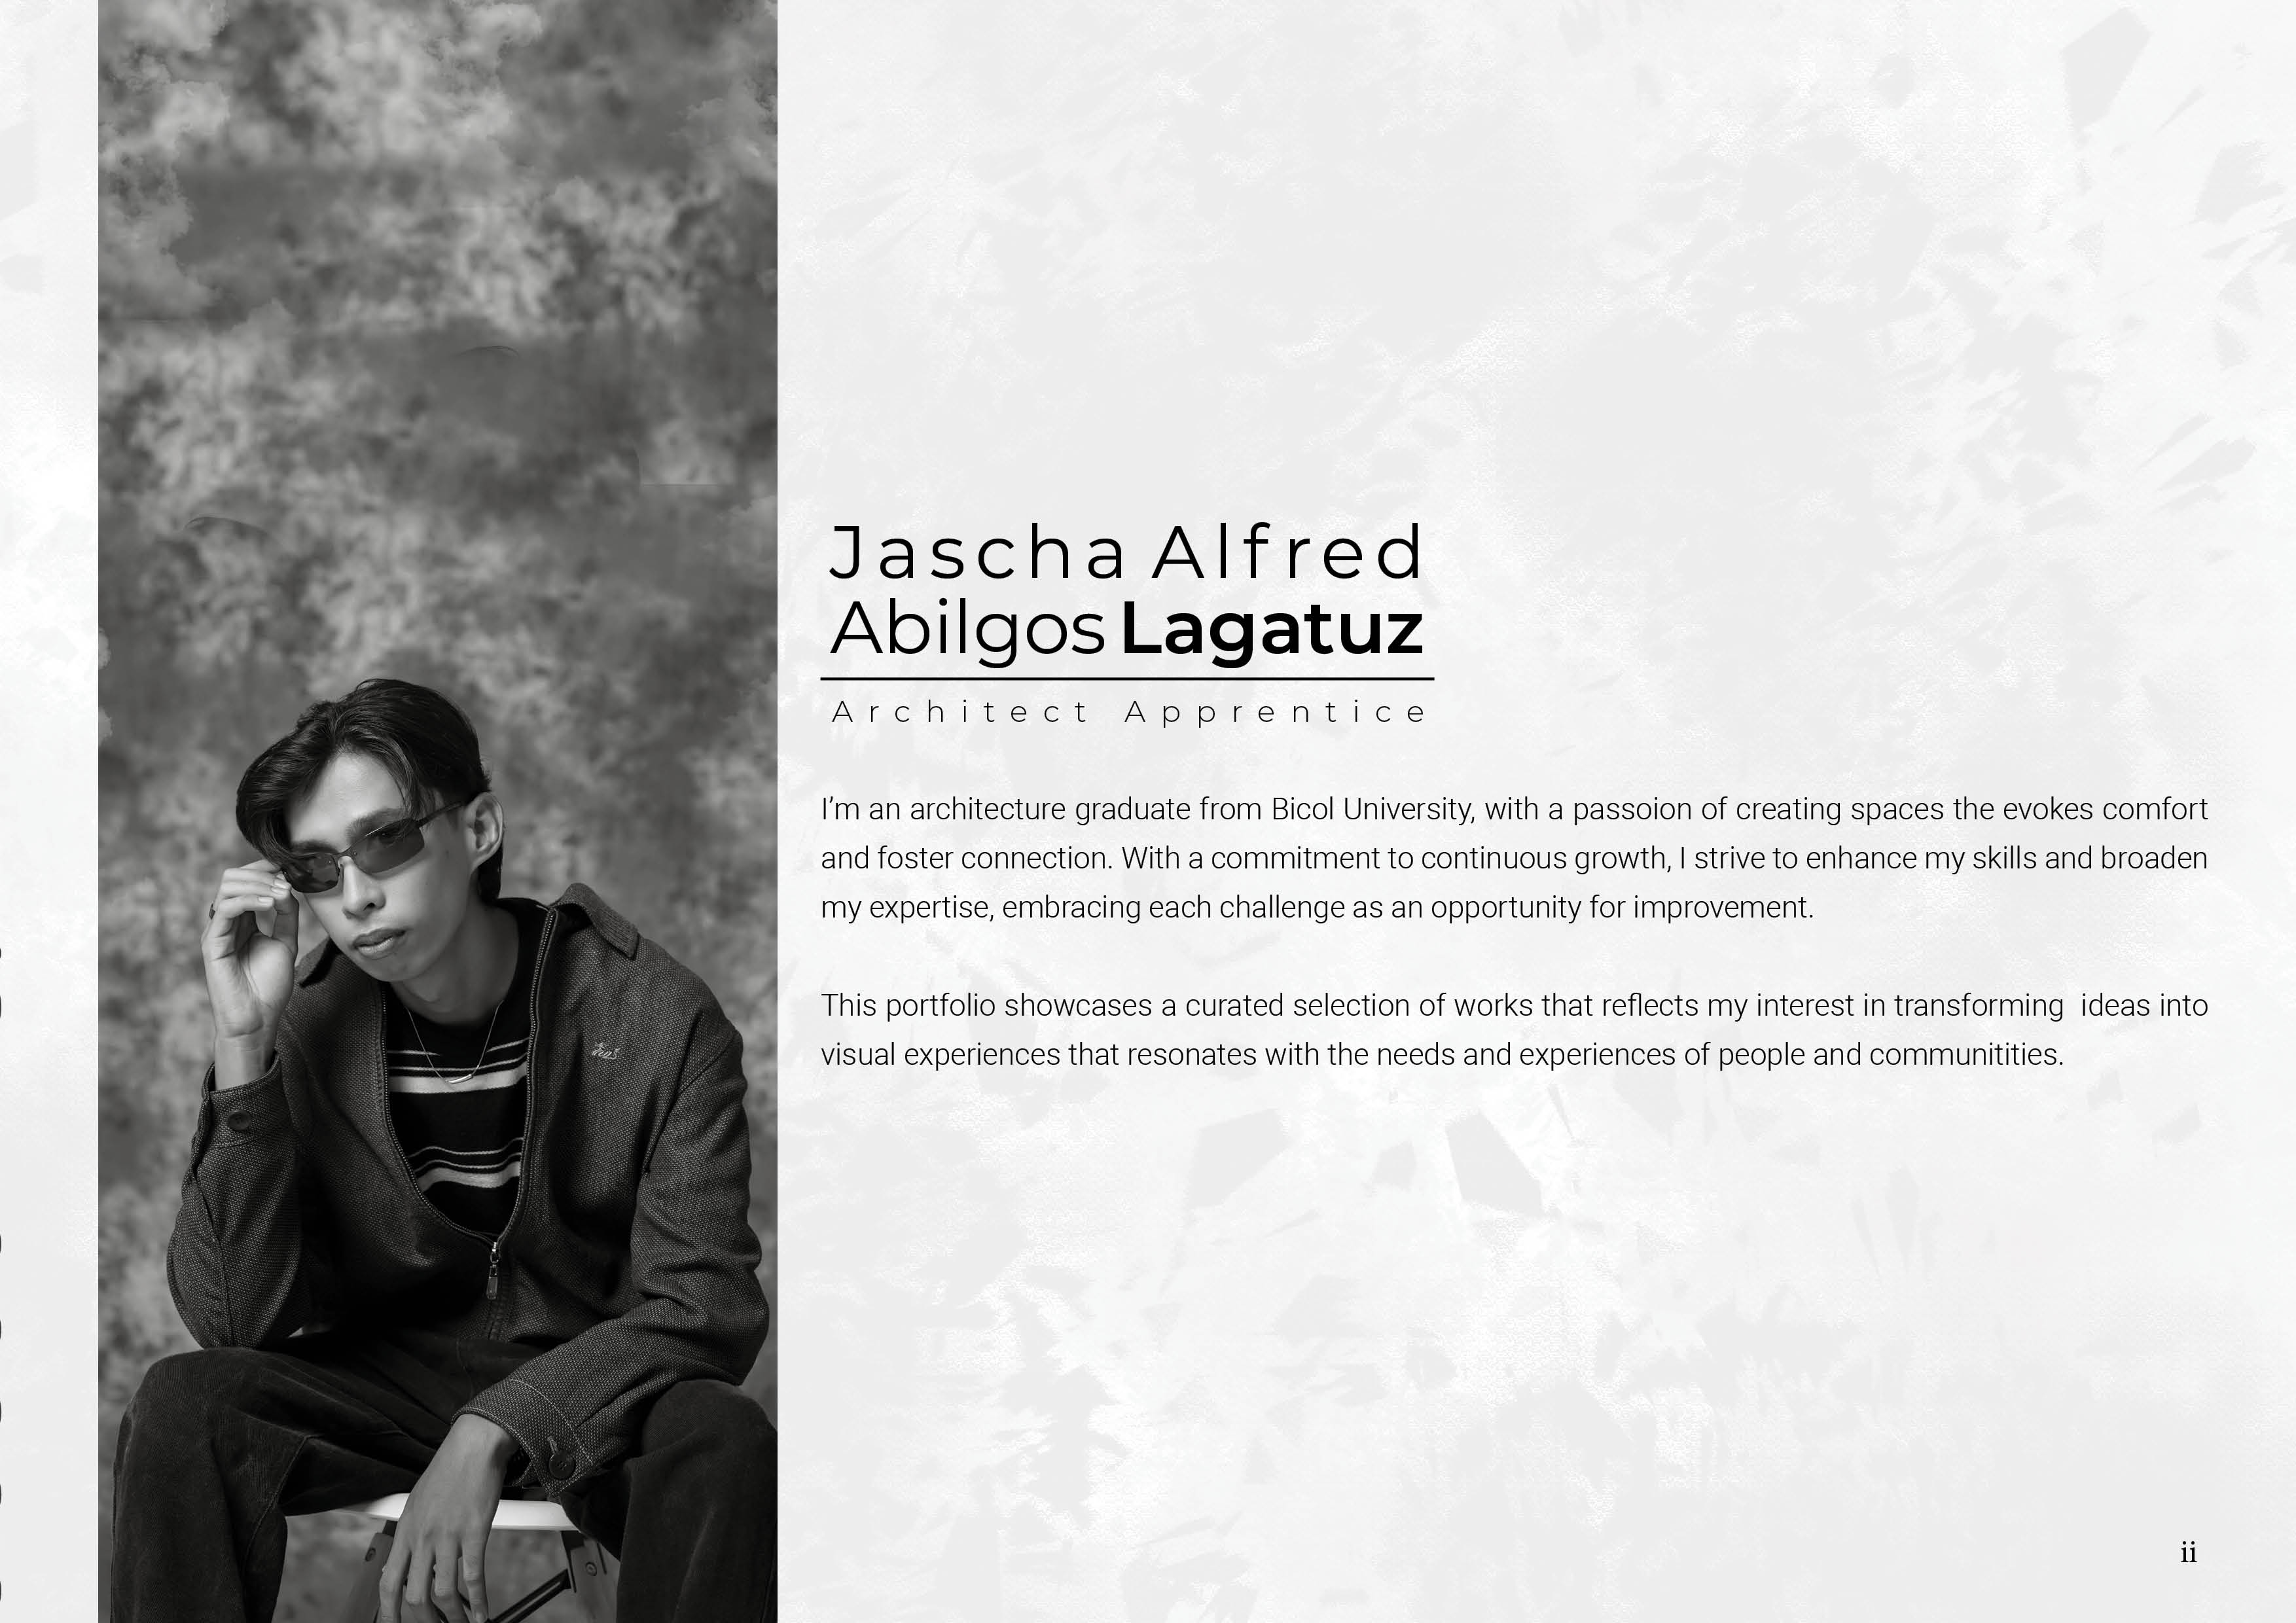 Jascha Alfred
Abilgos Lagatuz
Architect Apprentice
I’m an architecture graduate from Bicol University, with a passoion of creating spaces the evokes comfort
and foster connection. With a commitment to continuous growth, I strive to enhance my skills and broaden
my expertise, embracing each challenge as an opportunity for improvement.
This portfolio showcases a curated selection of works that reflects my interest in transforming  ideas into
visual experiences that resonates with the needs and experiences of people and communitities.
ii